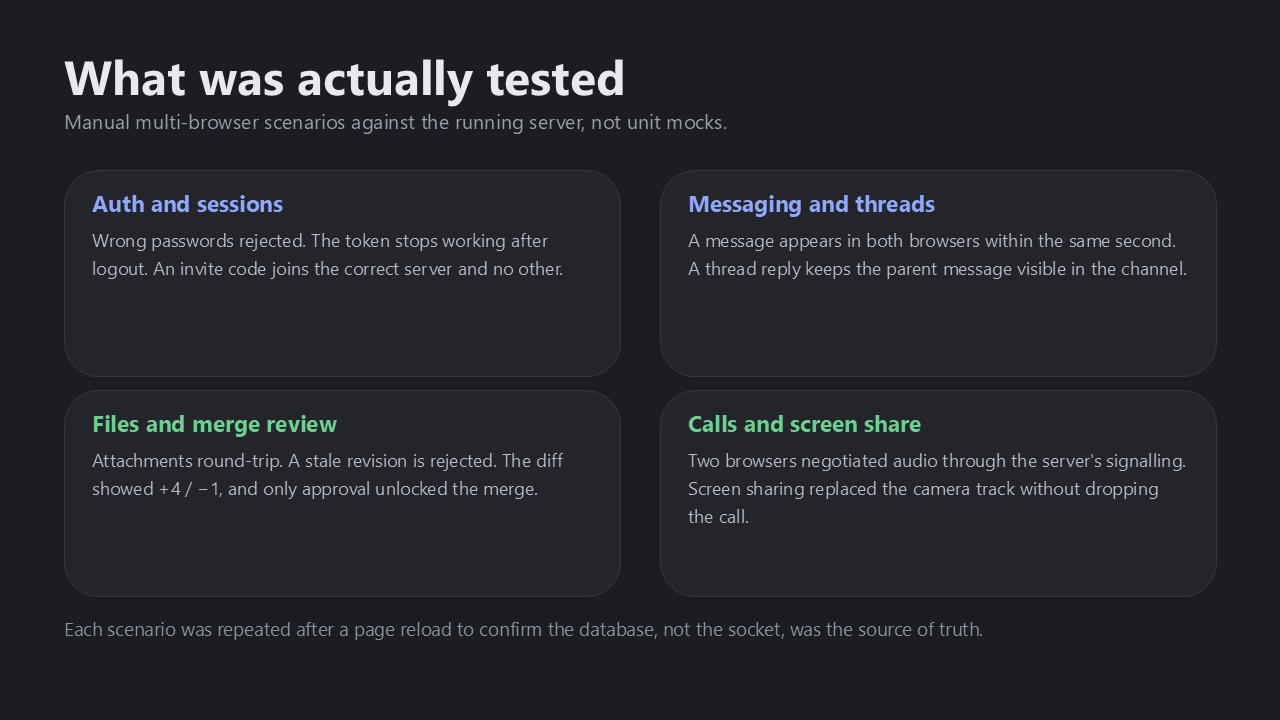 What was actually tested
Manual multi-browser scenarios against the running server, not unit mocks.
Auth and sessions
Wrong passwords rejected. The token stops working after
logout. An invite code joins the correct server and no other.
Messaging and threads
A message appears in both browsers within the same second.
A thread reply keeps the parent message visible in the channel.
Files and merge review
Attachments round-trip. A stale revision is rejected. The diff
showed +4 / −1, and only approval unlocked the merge.
Calls and screen share
Two browsers negotiated audio through the server's signalling.
Screen sharing replaced the camera track without dropping
the call.
Each scenario was repeated after a page reload to confirm the database, not the socket, was the source of truth.